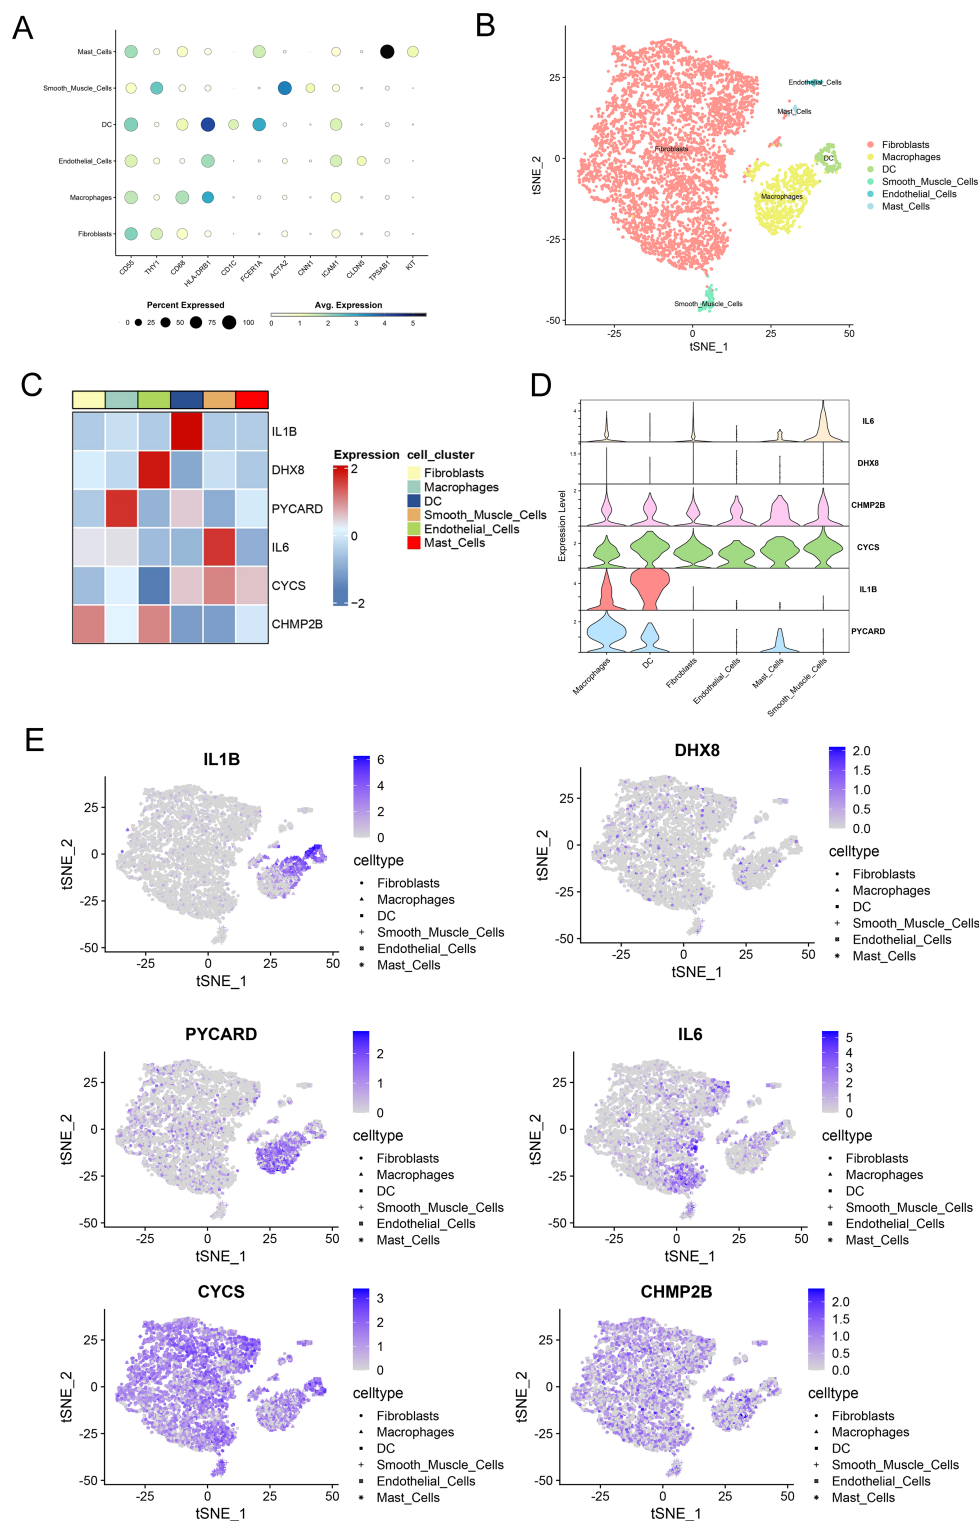 A
Mast_Cells
Smooth_Muscle_Cells
DC
Endothelial_Cells
Macrophages
Fibroblasts
CD55 THY1 CD68 HLA-DRB1 CD1C FCER1A ACTA2 CNN1 ICAM1 CLDN5 TPSAB1 KIT
Percent Expressed
0 25 50 75 100
Avg. Expression
0 1 2 3 4 5
B
25
0
-25
-50
tSNE_2
-25 0 25 50
tSNE_1
Endothelial_Cells
Mast_Cells
Fibroblasts
DC
Macrophages
Smooth_Muscle_Cells
Fibroblasts
Macrophages
DC
Smooth_Muscle_Cells
Endothelial_Cells
Mast_Cells
C
IL1B
DHX8
PYCARD
IL6
CYCS
CHMP2B
Expression
2
1
0
−1
−2
cell_cluster
Fibroblasts
Macrophages
DC
Smooth_Muscle_Cells
Endothelial_Cells
Mast_Cells
D
Expression Level
IL6
DHX8
CHMP2B
CYCS
IL1B
PYCARD
Macrophages DC Fibroblasts Endothelial_Cells Mast_Cells Smooth_Muscle_Cells
E
IL1B
25
0
-25
-50
tSNE_2
-25 0 25 50
tSNE_1
6
4
2
0
celltype
Fibroblasts
Macrophages
DC
Smooth_Muscle_Cells
Endothelial_Cells
Mast_Cells
DHX8
25
0
-25
-50
tSNE_2
-25 0 25 50
tSNE_1
2.0
1.5
1.0
0.5
0.0
celltype
Fibroblasts
Macrophages
DC
Smooth_Muscle_Cells
Endothelial_Cells
Mast_Cells
PYCARD
25
0
-25
-50
tSNE_2
-25 0 25 50
tSNE_1
2
1
0
celltype
Fibroblasts
Macrophages
DC
Smooth_Muscle_Cells
Endothelial_Cells
Mast_Cells
IL6
25
0
-25
-50
tSNE_2
-25 0 25 50
tSNE_1
5
4
3
2
1
0
celltype
Fibroblasts
Macrophages
DC
Smooth_Muscle_Cells
Endothelial_Cells
Mast_Cells
CYCS
25
0
-25
-50
tSNE_2
-25 0 25 50
tSNE_1
3
2
1
0
celltype
Fibroblasts
Macrophages
DC
Smooth_Muscle_Cells
Endothelial_Cells
Mast_Cells
CHMP2B
25
0
-25
-50
tSNE_2
-25 0 25 50
tSNE_1
2.0
1.5
1.0
0.5
0.0
celltype
Fibroblasts
Macrophages
DC
Smooth_Muscle_Cells
Endothelial_Cells
Mast_Cells